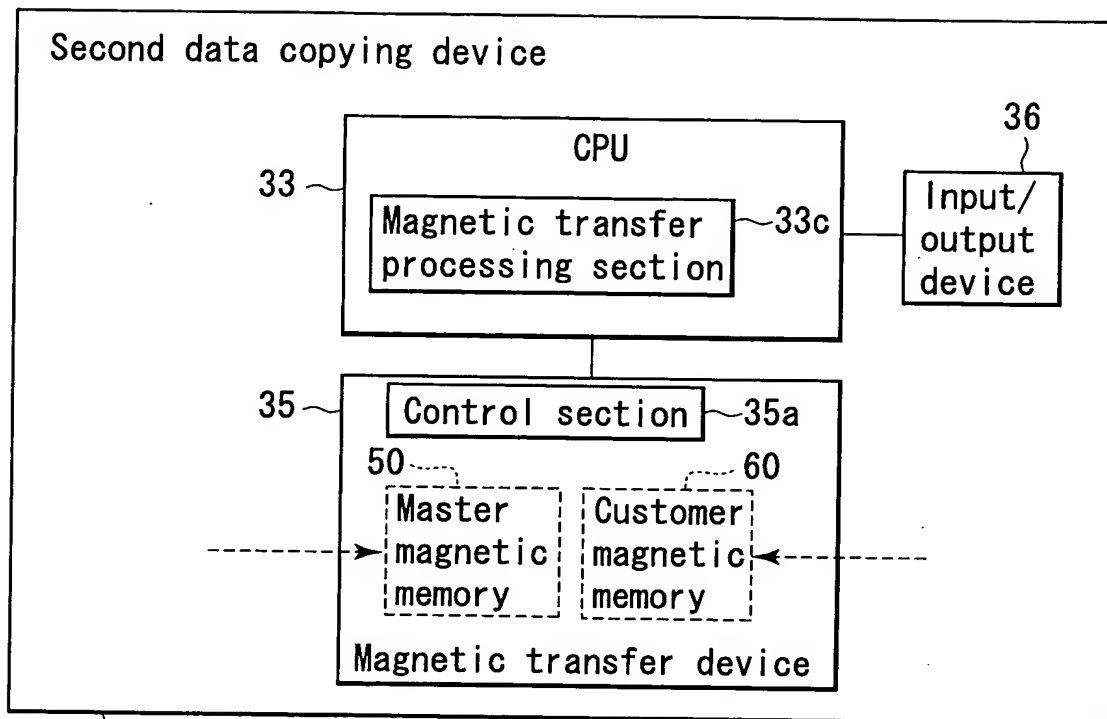 Second data copying device
CPU
36
33
Magnetic transfer
processing section
33c
Input/
output
device
35
Control section
35a
50
60
Master
magnetic
memory
Customer
magnetic
memory
Magnetic transfer device